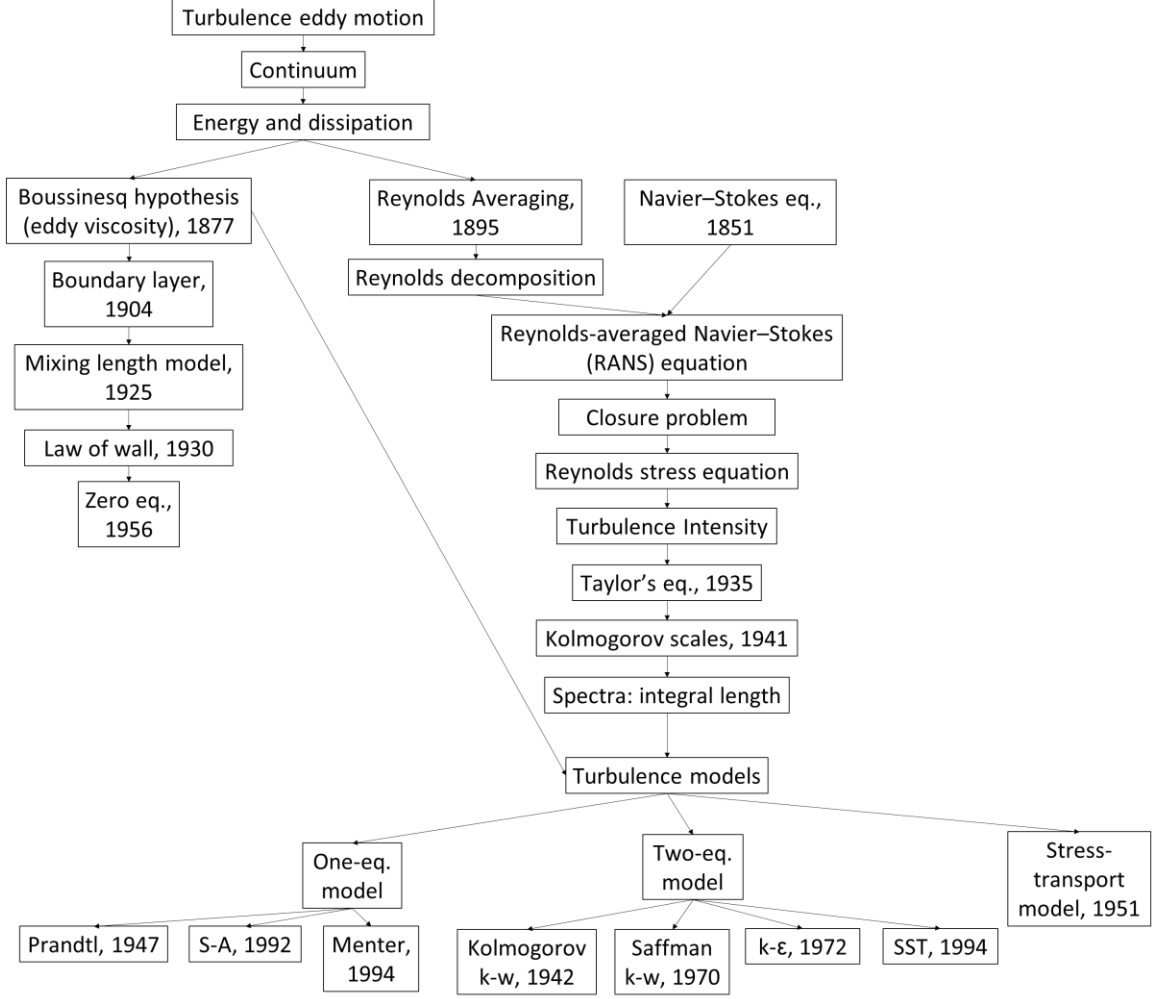 Turbulence eddy motion
Continuum
Energy and dissipation
Boussinesq hypothesis
(eddy viscosity), 1877
Reynolds Averaging,
1895
Navier–Stokes eq.,
1851
Boundary layer,
1904
Reynolds decomposition
Mixing length model,
1925
Reynolds-averaged Navier–Stokes
(RANS) equation
Law of wall, 1930
Closure problem
Zero eq.,
1956
Reynolds stress equation
Turbulence Intensity
Taylor’s eq., 1935
Kolmogorov scales, 1941
Spectra: integral length
Turbulence models
One-eq.
model
Two-eq.
model
Stress-
transport
model, 1951
Prandtl, 1947
S-A, 1992
Menter,
1994
Kolmogorov
k-w, 1942
Saffman
k-w, 1970
k-ε, 1972
SST, 1994